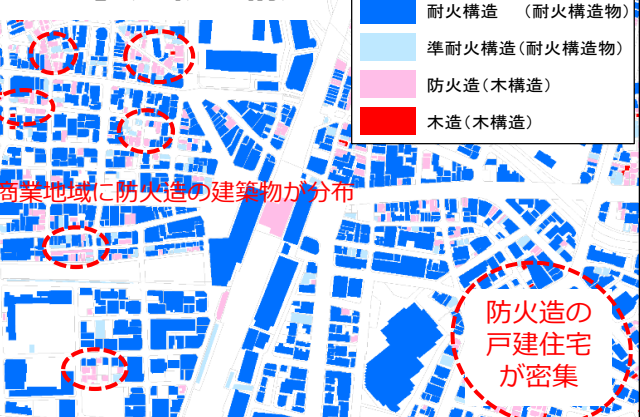 耐火構造　（耐火構造物）
準耐火構造（耐火構造物）
防火造（木構造）
木造（木構造）
商業地域に防火造の建築物が分布
防火造の
戸建住宅
が密集